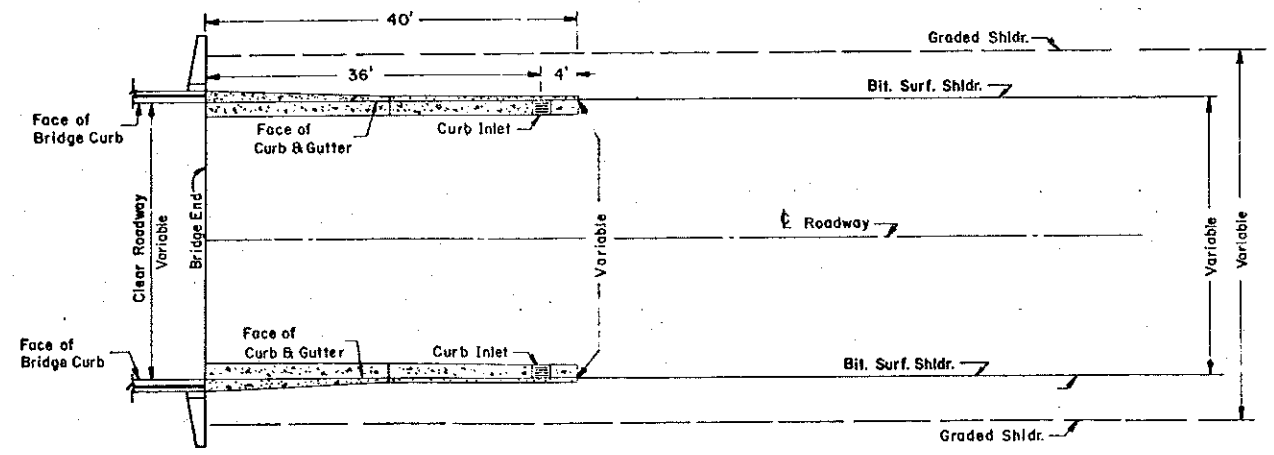 40'
Graded Shldr.
36'
4'
Bit. Surf. Shldr.
Face of
Bridge Curb
Face of
Curb & Gutter
Curb Inlet
Clear Roadway
Variable
Bridge End
Variable
℄ Roadway
Variable
Variable
Face of
Bridge Curb
Face of
Curb & Gutter
Curb Inlet
Bit. Surf. Shldr.
Graded Shldr.